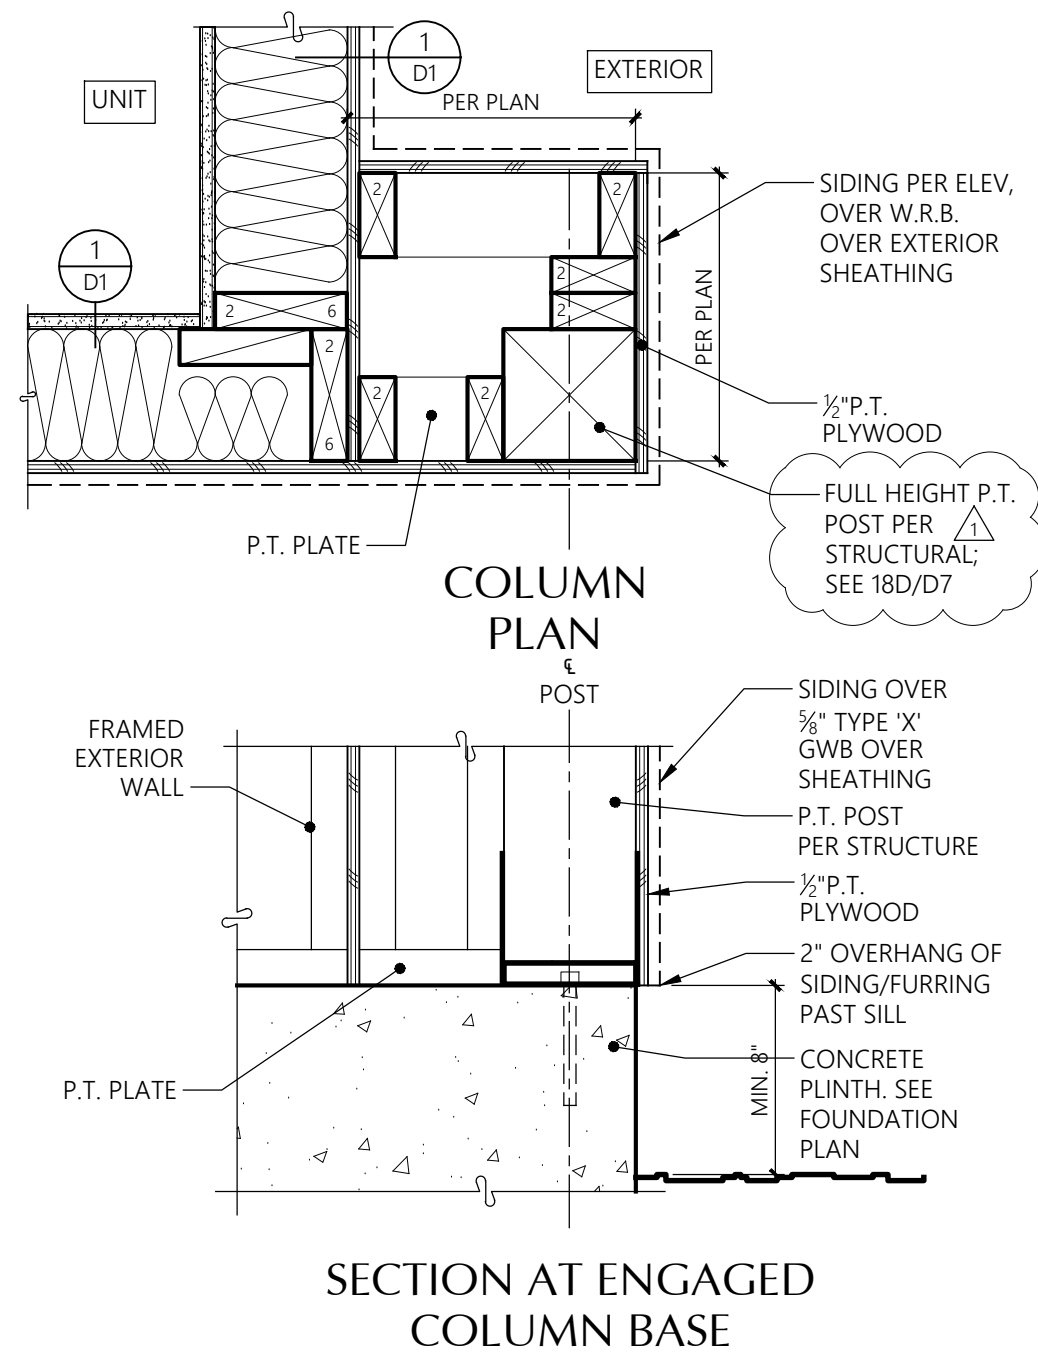 1
D1
UNIT
EXTERIOR
PER PLAN
SIDING PER ELEV,
OVER W.R.B.
OVER EXTERIOR
SHEATHING
1
D1
2
2
2
2
2
6
2
6
2
2
PER PLAN
½"P.T.
PLYWOOD
FULL HEIGHT P.T.
POST PER
1
STRUCTURAL;
SEE 18D/D7
P.T. PLATE
COLUMN
PLAN
℄
POST
FRAMED
EXTERIOR
WALL
SIDING OVER
⅝" TYPE 'X'
GWB OVER
SHEATHING
P.T. POST
PER STRUCTURE
½"P.T.
PLYWOOD
2" OVERHANG OF
SIDING/FURRING
PAST SILL
MIN. 8"
CONCRETE
PLINTH. SEE
FOUNDATION
PLAN
P.T. PLATE
SECTION AT ENGAGED
COLUMN BASE